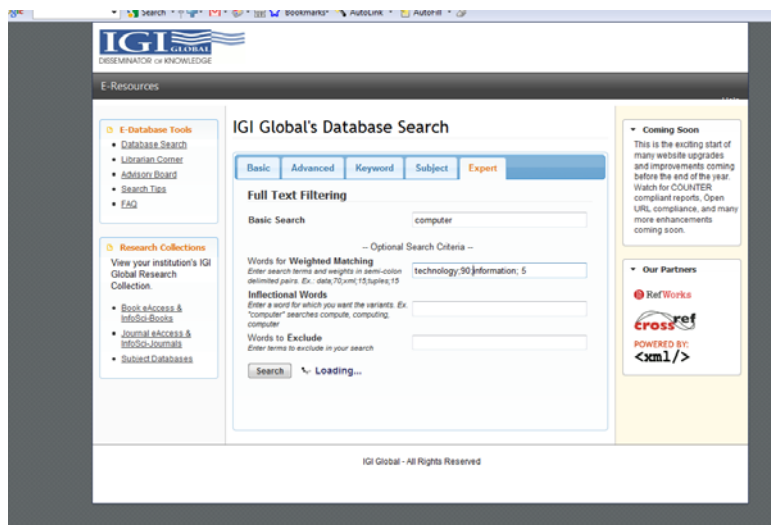 Search
Bookmarks
AutoLink
AutoFill
IGI
GLOBAL
DISSEMINATOR OF KNOWLEDGE
E-Resources
Help
E-Database Tools
Database Search
Librarian Corner
Advisory Board
Search Tips
FAQ
Research Collections
View your institution's IGI
Global Research
Collection.
Book eAccess &
InfoSci-Books
Journal eAccess &
InfoSci-Journals
Subject Databases
IGI Global's Database Search
Basic
Advanced
Keyword
Subject
Expert
Full Text Filtering
Basic Search
computer
-- Optional Search Criteria --
Words for Weighted Matching
Enter search terms and weights in semi-colon
delimited pairs. Ex.: data;70;xml;15;tuples;15
technology;90;information; 5
Inflectional Words
Enter a word for which you want the variants. Ex.
"computer" searches compute, computing,
computer
Words to Exclude
Enter terms to exclude in your search
Search
Loading...
Coming Soon
This is the exciting start of
many website upgrades
and improvements coming
before the end of the year.
Watch for COUNTER
compliant reports, Open
URL compliance, and many
more enhancements
coming soon.
Our Partners
RefWorks
crossref
POWERED BY:
<xml/>
IGI Global - All Rights Reserved